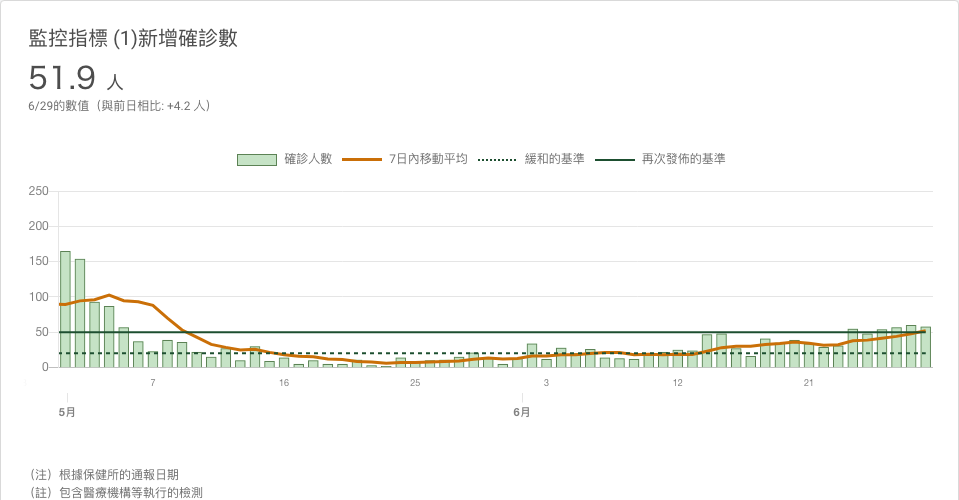 監控指標 (1)新增確診數
51.9 人
6/29的數值（與前日相比: +4.2 人）
確診人數 7日內移動平均 緩和的基準 再次發佈的基準
250
200
150
100
50
0
7 16 25 3 12 21
5月 6月
（注）根據保健所的通報日期
（註）包含醫療機構等執行的檢測